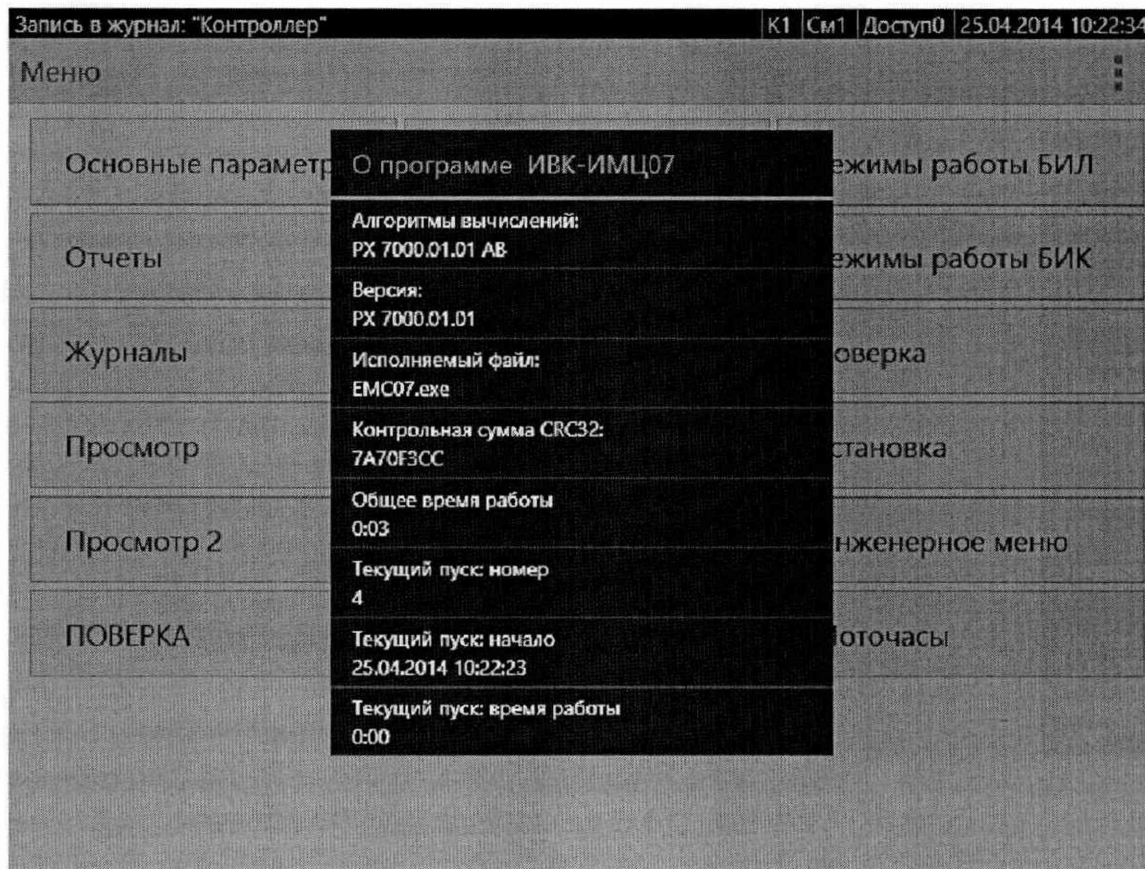 Запись в журнал: "Контроллер" К1 См1 Доступ0 25.04.2014 10:22:34
Меню
Основные параметр
ежимы работы БИЛ
Отчеты
ежимы работы БИК
Журналы
оверка
Просмотр
становка
Просмотр 2
нженерное меню
ПОВЕРКА
оточасы
О программе ИВК-ИМЦ07
Алгоритмы вычислений:
РХ 7000.01.01 АВ
Версия:
РХ 7000.01.01
Исполняемый файл:
EMC07.exe
Контрольная сумма CRC32:
7A70F3CC
Общее время работы
0:03
Текущий пуск: номер
4
Текущий пуск: начало
25.04.2014 10:22:23
Текущий пуск: время работы
0:00